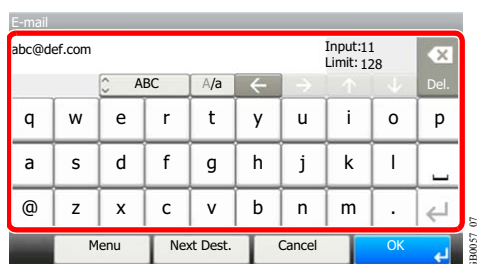 E-mail
abc@def.com
Input:11
Limit: 128
ABC A/a ← → ↑ ↓ Del.
q w e r t y u i o p
a s d f g h j k l
@ z x c v b n m .
Menu Next Dest. Cancel OK
GB0057_07